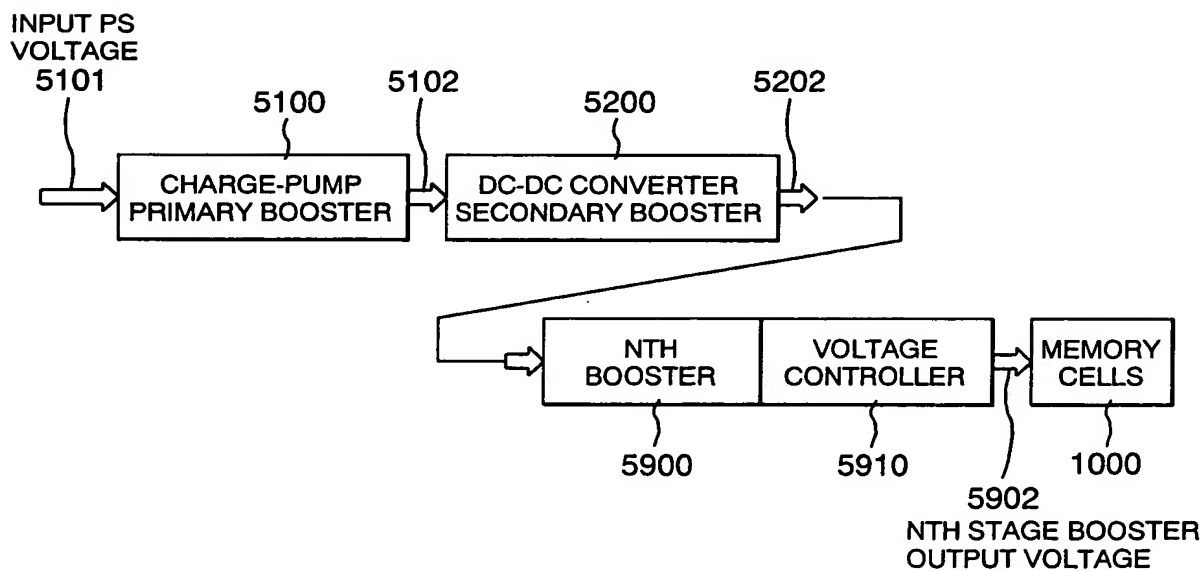 INPUT PS
VOLTAGE
5101
5100
5102
5200
5202
CHARGE-PUMP
PRIMARY BOOSTER
DC-DC CONVERTER
SECONDARY BOOSTER
NTH
BOOSTER
VOLTAGE
CONTROLLER
MEMORY
CELLS
5900
5910
5902
1000
NTH STAGE BOOSTER
OUTPUT VOLTAGE